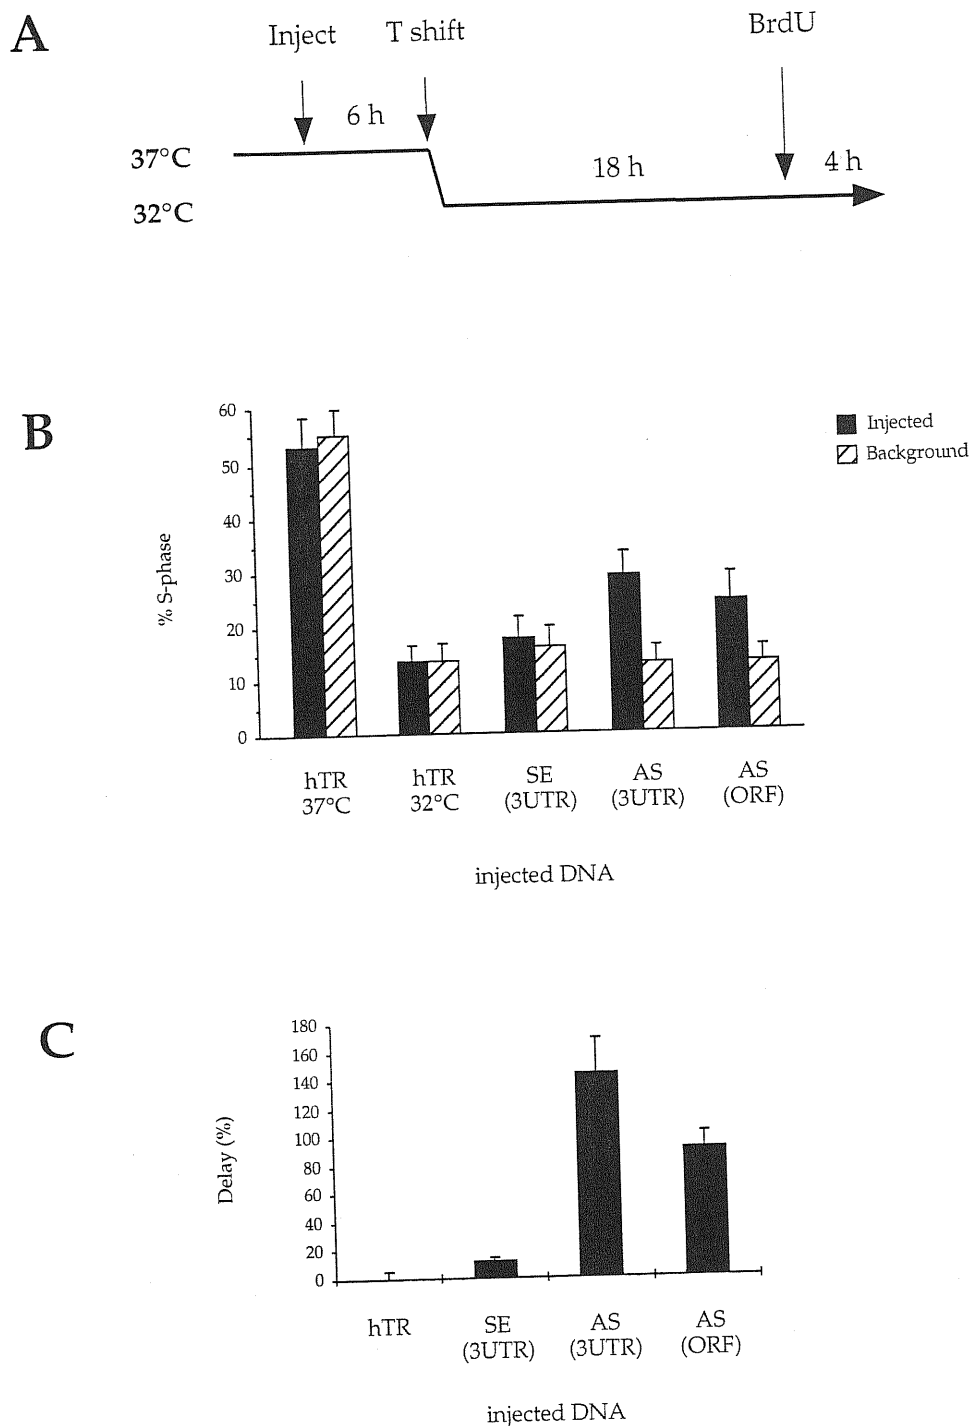 A
Inject T shift BrdU
6 h
37°C 18 h 4 h
32°C
B
Injected
Background
60
50
40
30
20
10
0
% S-phase
hTR
37°C
hTR
32°C
SE
(3UTR)
AS
(3UTR)
AS
(ORF)
injected DNA
C
180
160
140
120
100
80
60
40
20
0
Delay (%)
hTR
SE
(3UTR)
AS
(3UTR)
AS
(ORF)
injected DNA